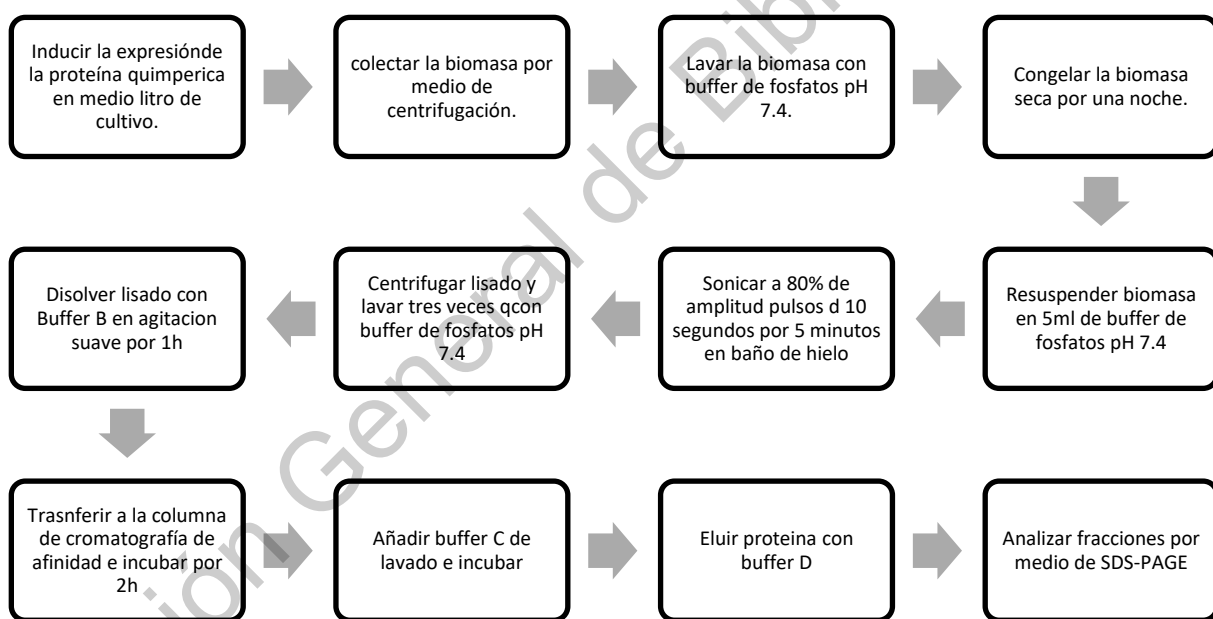 Inducir la expresiónde
la proteína quimperica
en medio litro de
cultivo.
colectar la biomasa por
medio de
centrifugación.
Lavar la biomasa con
buffer de fosfatos pH
7.4.
Congelar la biomasa
seca por una noche.
Resuspender biomasa
en 5ml de buffer de
fosfatos pH 7.4
Sonicar a 80% de
amplitud pulsos d 10
segundos por 5 minutos
en baño de hielo
Centrifugar lisado y
lavar tres veces qcon
buffer de fosfatos pH
7.4
Disolver lisado con
Buffer B en agitacion
suave por 1h
Trasnferir a la columna
de cromatografía de
afinidad e incubar por
2h
Añadir buffer C de
lavado e incubar
Eluir proteina con
buffer D
Analizar fracciones por
medio de SDS-PAGE
General de